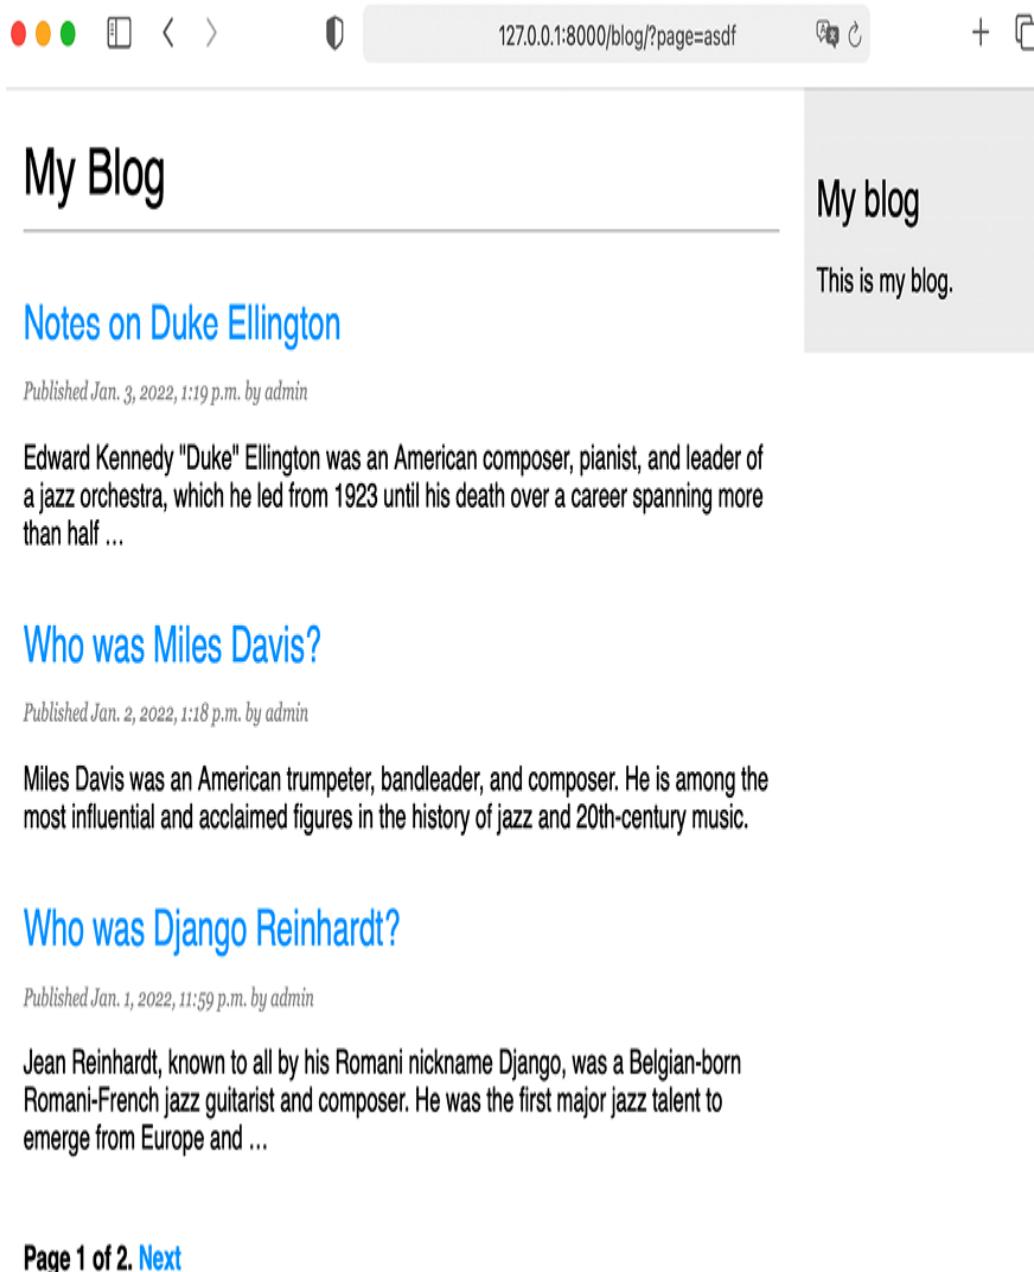 127.0.0.1:8000/blog/?page=asdf
My Blog
Notes on Duke Ellington
Published Jan. 3, 2022, 1:19 p.m. by admin
Edward Kennedy "Duke" Ellington was an American composer, pianist, and leader of
a jazz orchestra, which he led from 1923 until his death over a career spanning more
than half …
Who was Miles Davis?
Published Jan. 2, 2022, 1:18 p.m. by admin
Miles Davis was an American trumpeter, bandleader, and composer. He is among the
most influential and acclaimed figures in the history of jazz and 20th-century music.
Who was Django Reinhardt?
Published Jan. 1, 2022, 11:59 p.m. by admin
Jean Reinhardt, known to all by his Romani nickname Django, was a Belgian-born
Romani-French jazz guitarist and composer. He was the first major jazz talent to
emerge from Europe and …
Page 1 of 2. Next
My blog
This is my blog.